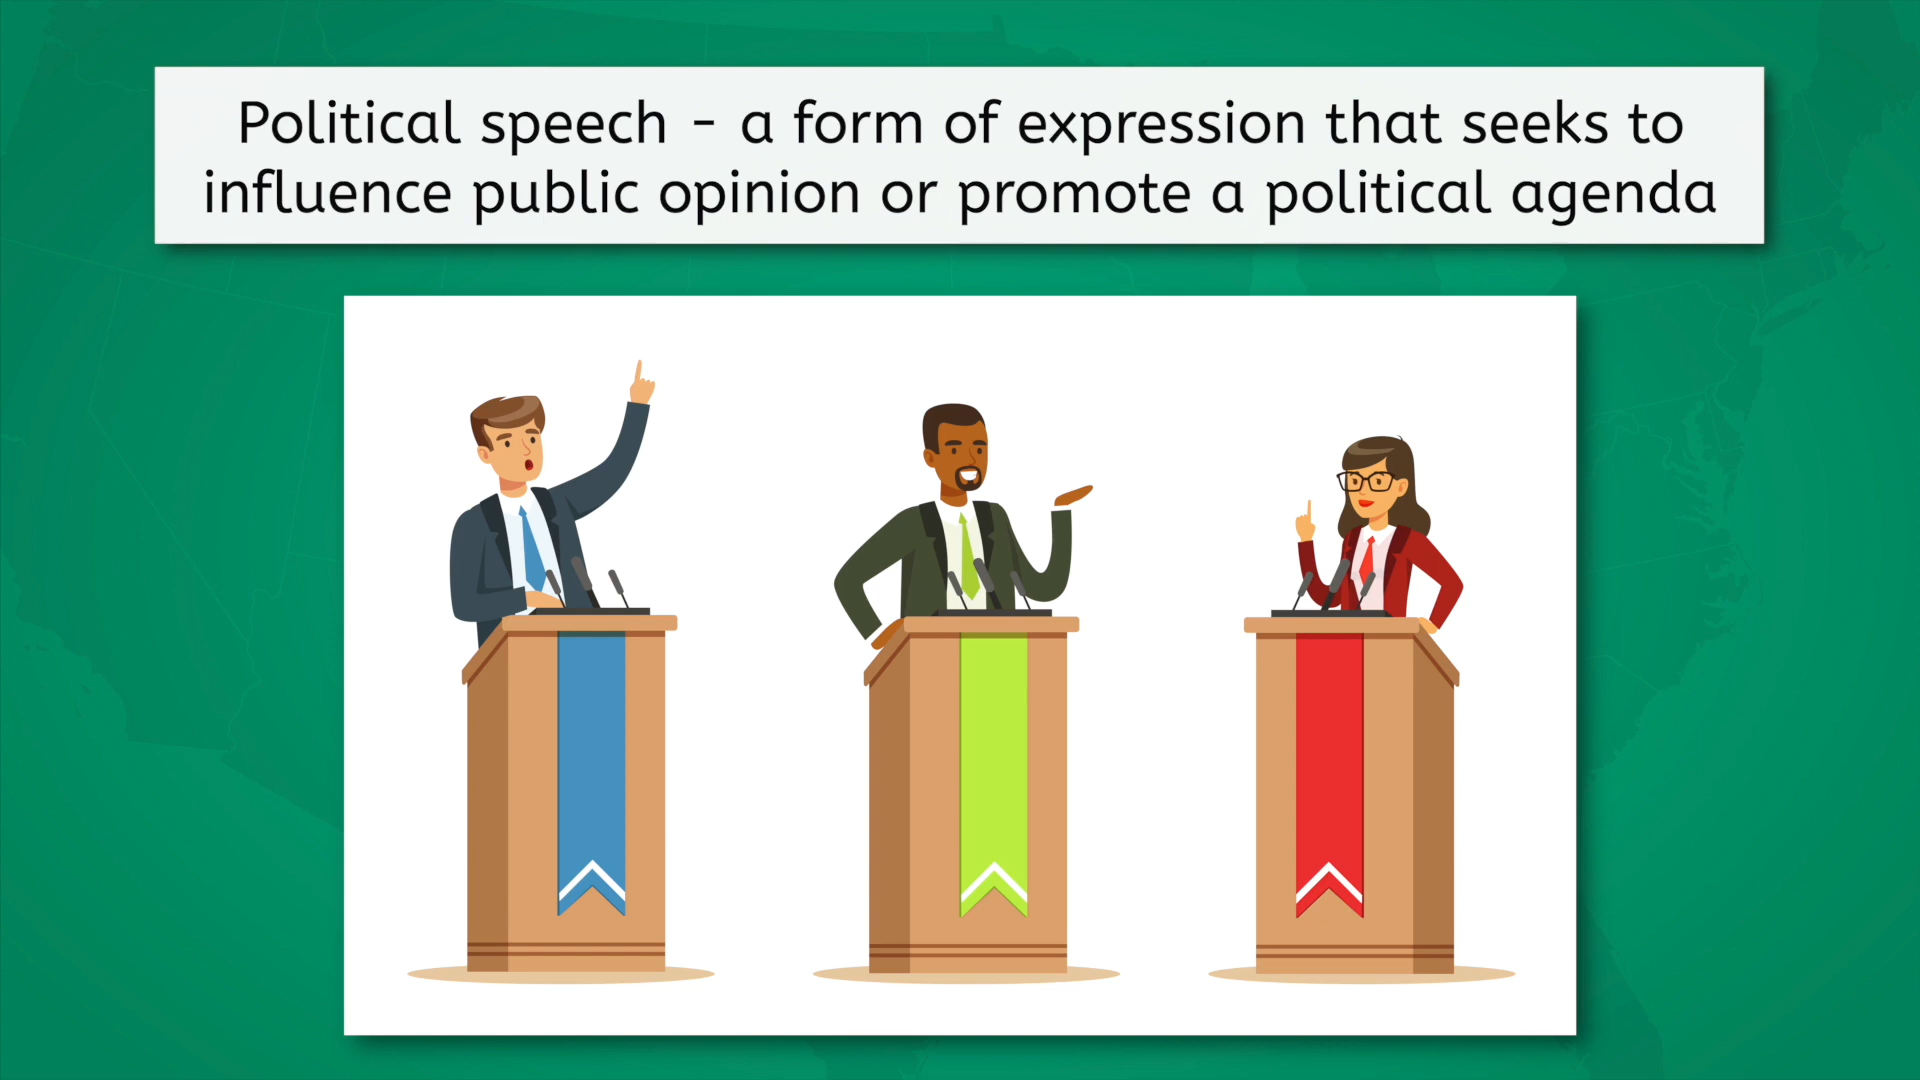 Political speech - a form of expression that seeks to
influence public opinion or promote a political agenda